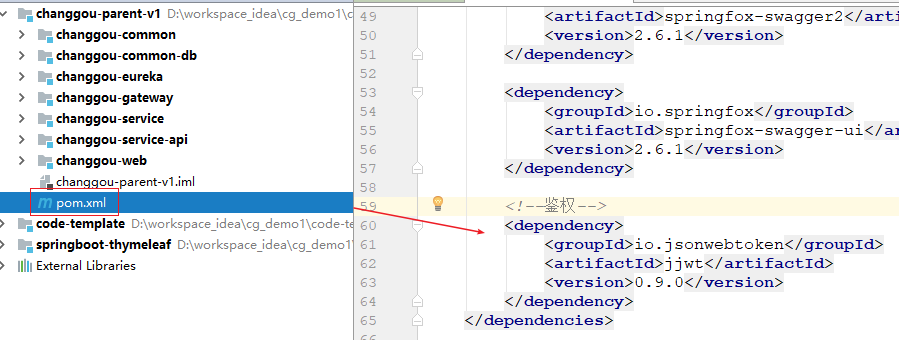 changgou-parent-v1 D:\workspace_idea\cg_demo1\c
changgou-common
changgou-common-db
changgou-eureka
changgou-gateway
changgou-service
changgou-service-api
changgou-web
changgou-parent-v1.iml
pom.xml
code-template D:\workspace_idea\cg_demo1\code-te
springboot-thymeleaf D:\workspace_idea\cg_demo1\
External Libraries
49 <artifactId>springfox-swagger2</arti
50 <version>2.6.1</version>
51 </dependency>
52
53 <dependency>
54 <groupId>io.springfox</groupId>
55 <artifactId>springfox-swagger-ui</a
56 <version>2.6.1</version>
57 </dependency>
58
59 <!--鉴权-->
60 <dependency>
61 <groupId>io.jsonwebtoken</groupId>
62 <artifactId>jjwt</artifactId>
63 <version>0.9.0</version>
64 </dependency>
65 </dependencies>